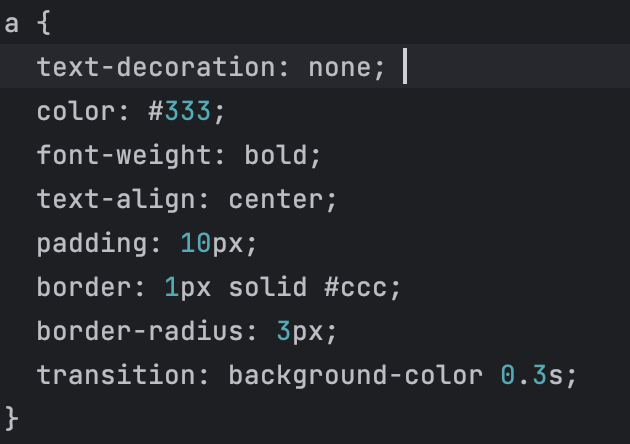 a {
  text-decoration: none;
  color: #333;
  font-weight: bold;
  text-align: center;
  padding: 10px;
  border: 1px solid #ccc;
  border-radius: 3px;
  transition: background-color 0.3s;
}